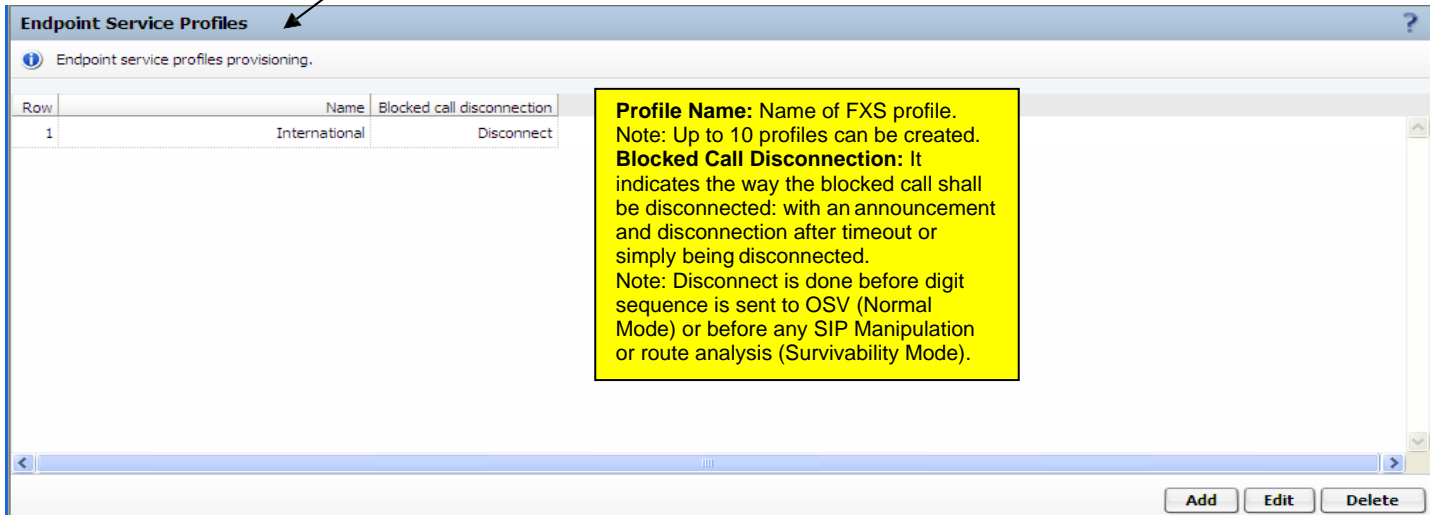 Endpoint Service Profiles
?
i Endpoint service profiles provisioning.
Row Name Blocked call disconnection
1 International Disconnect
Profile Name: Name of FXS profile.
Note: Up to 10 profiles can be created.
Blocked Call Disconnection: It
indicates the way the blocked call shall
be disconnected: with an announcement
and disconnection after timeout or
simply being disconnected.
Note: Disconnect is done before digit
sequence is sent to OSV (Normal
Mode) or before any SIP Manipulation
or route analysis (Survivability Mode).
Add Edit Delete